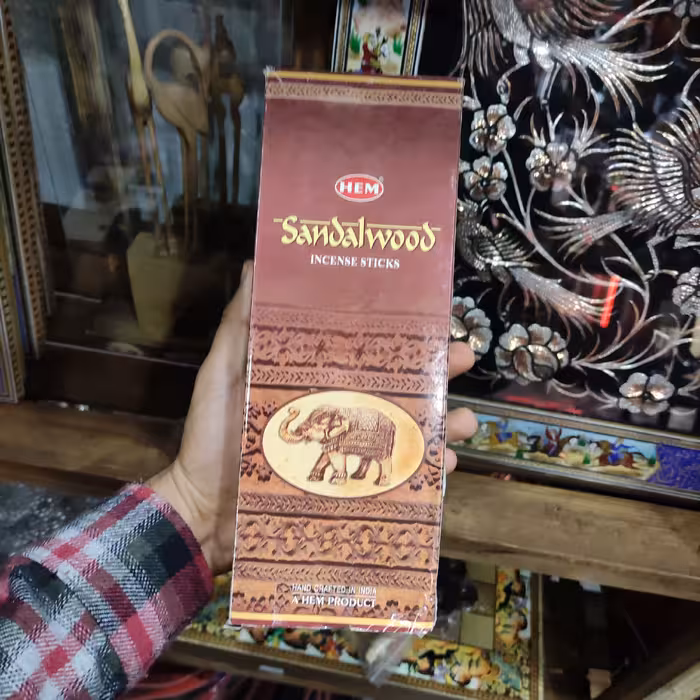 HEM
Sandalwood
INCENSE STICKS
HAND CRAFTED IN INDIA
A HEM PRODUCT